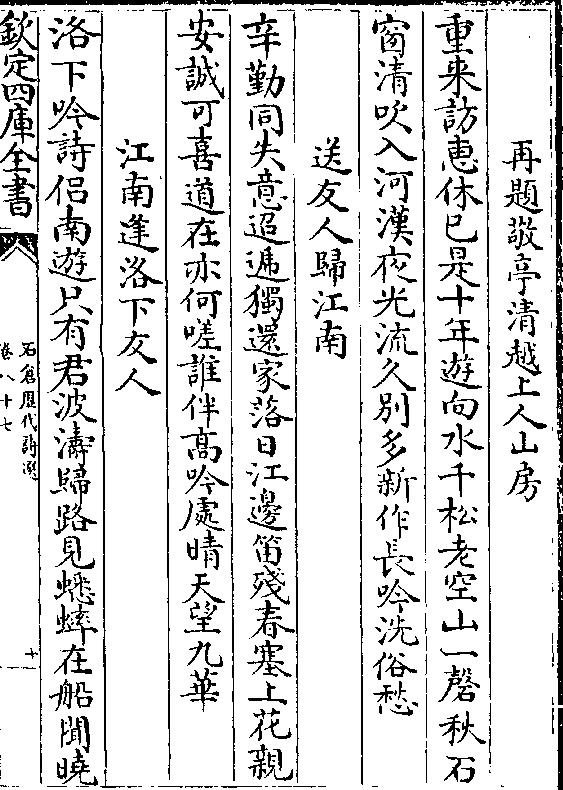 再題敬亭清越上人山房
重來訪惠休已是十年遊向水千松老空山一磬秋石
窗清吹入河漢夜光流久别多新作長吟洗俗愁
送友人歸江南
辛勤同失意迢遞獨還家落日江邊笛殘春塞上花親
安誠可喜道在亦何嗟誰伴高吟處晴天望九華
江南逢洛下友人
洛下吟詩侣南遊只有君波濤歸路見蟋蟀在船聞曉
欽定四庫全書
石倉歷代詩選
卷八十七
十